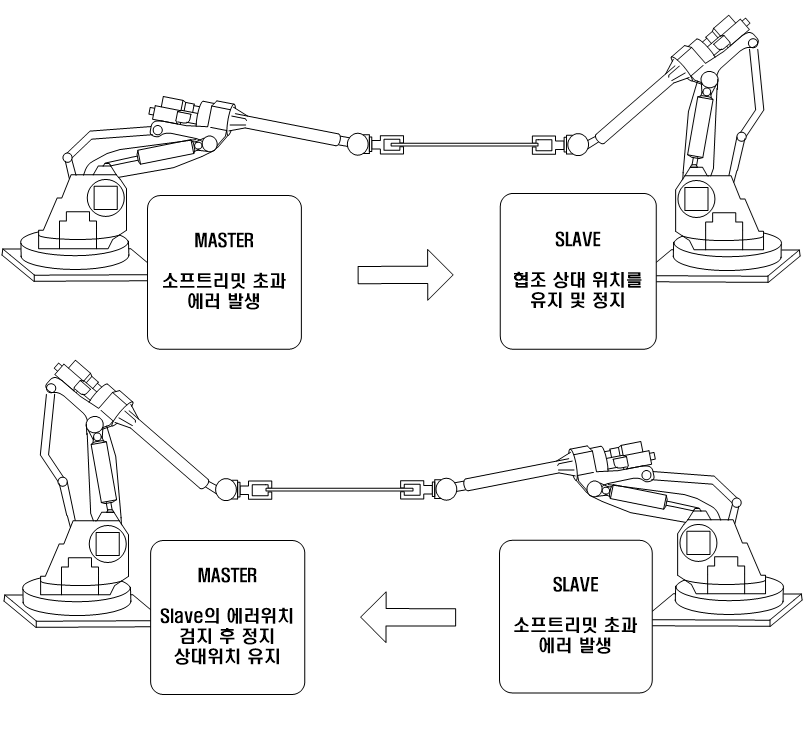 MASTER
소프트리밋 초과
에러 발생
SLAVE
협조 상대 위치를
유지 및 정지
MASTER
Slave의 에러위치
검지 후 정지
상대위치 유지
SLAVE
소프트리밋 초과
에러 발생